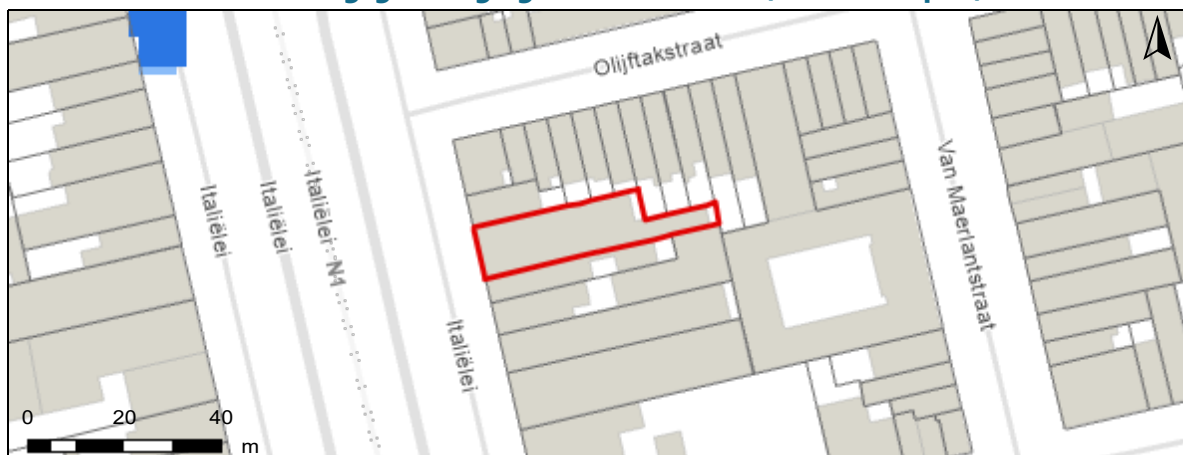 Olijftakstraat
Italiëlei
Italiëlei
Italiëlei - N1
Italiëlei
Van Maerlantstraat
0 20 40
m